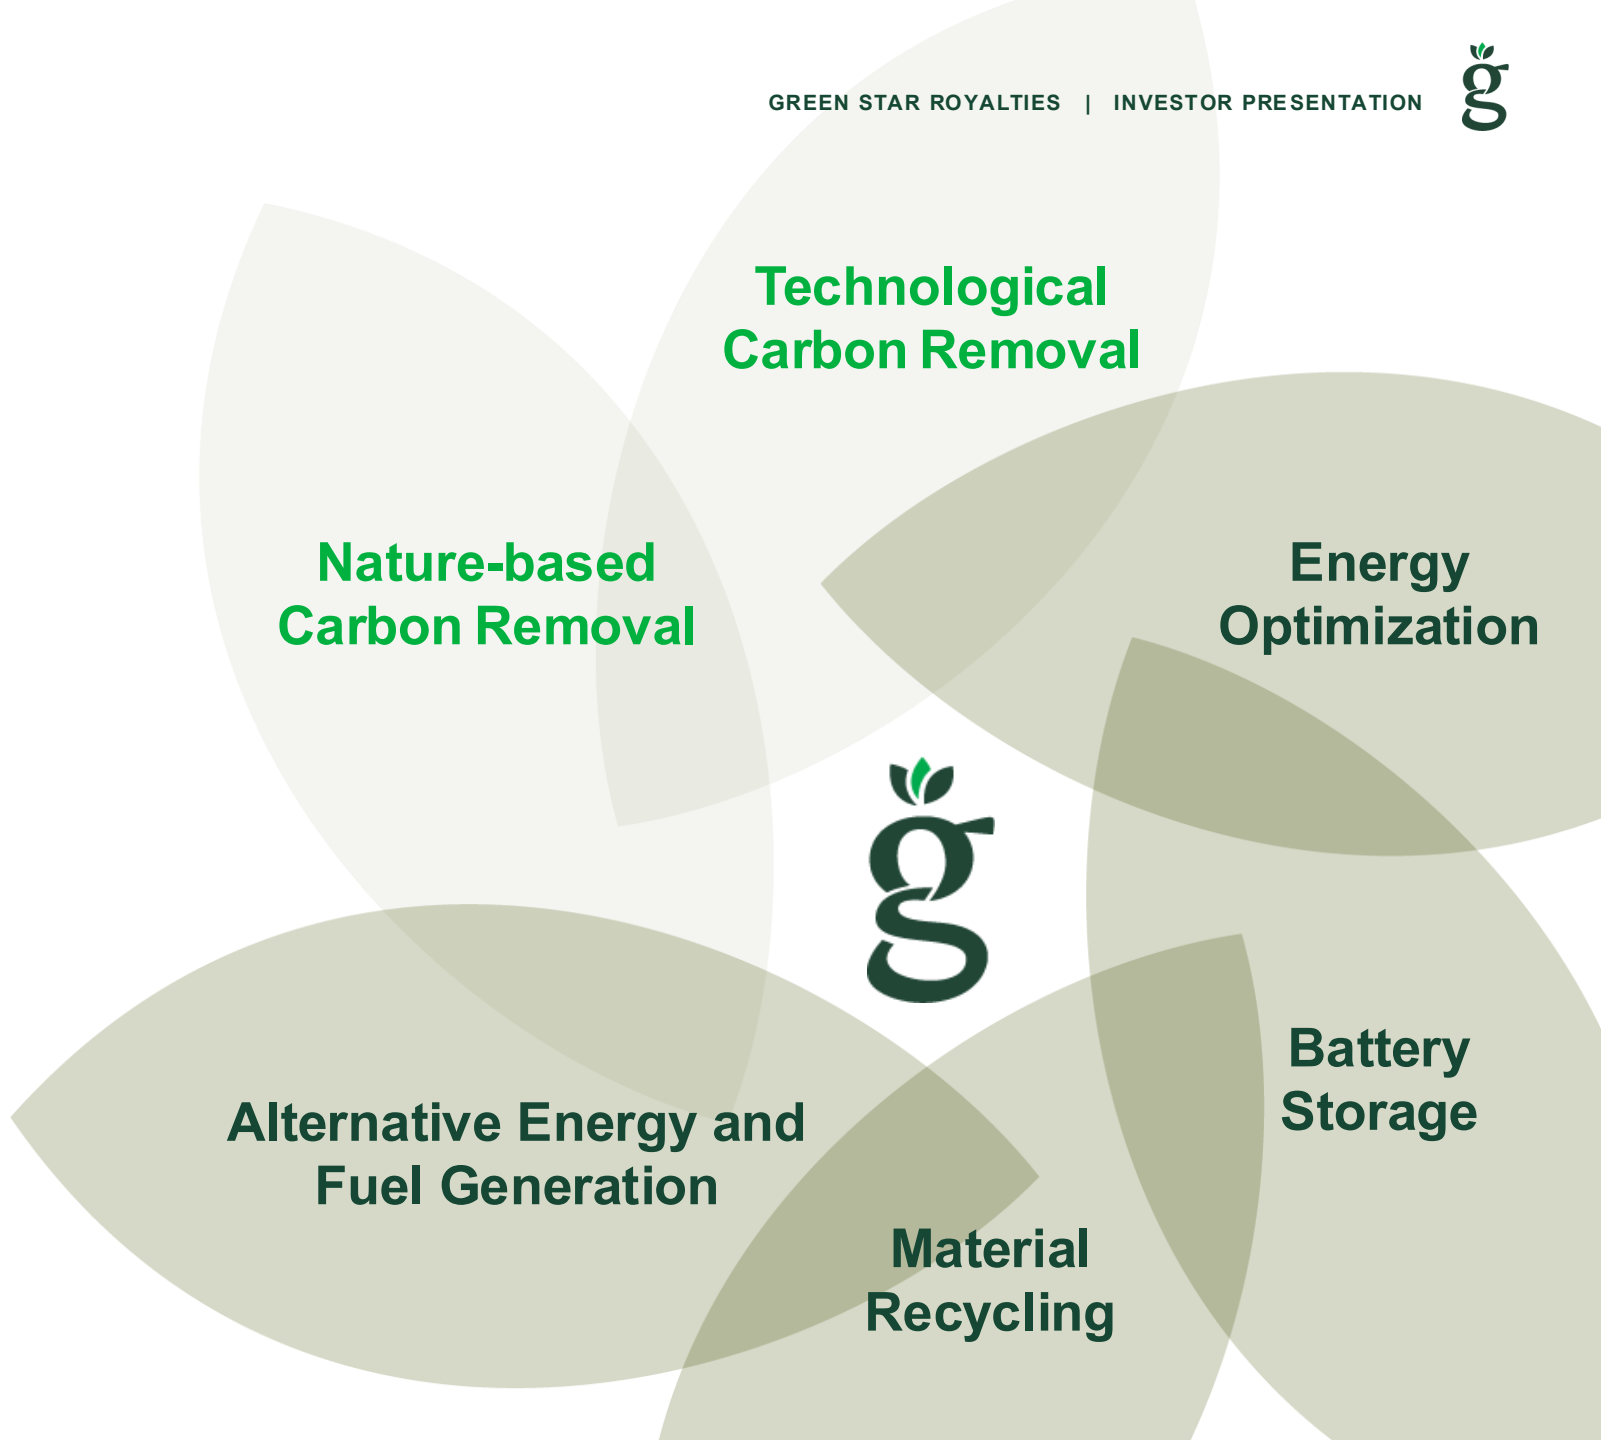 GREEN STAR ROYALTIES | INVESTOR PRESENTATION
Technological
Carbon Removal
Nature-based
Carbon Removal
Energy
Optimization
Battery
Storage
Alternative Energy and
Fuel Generation
Material
Recycling